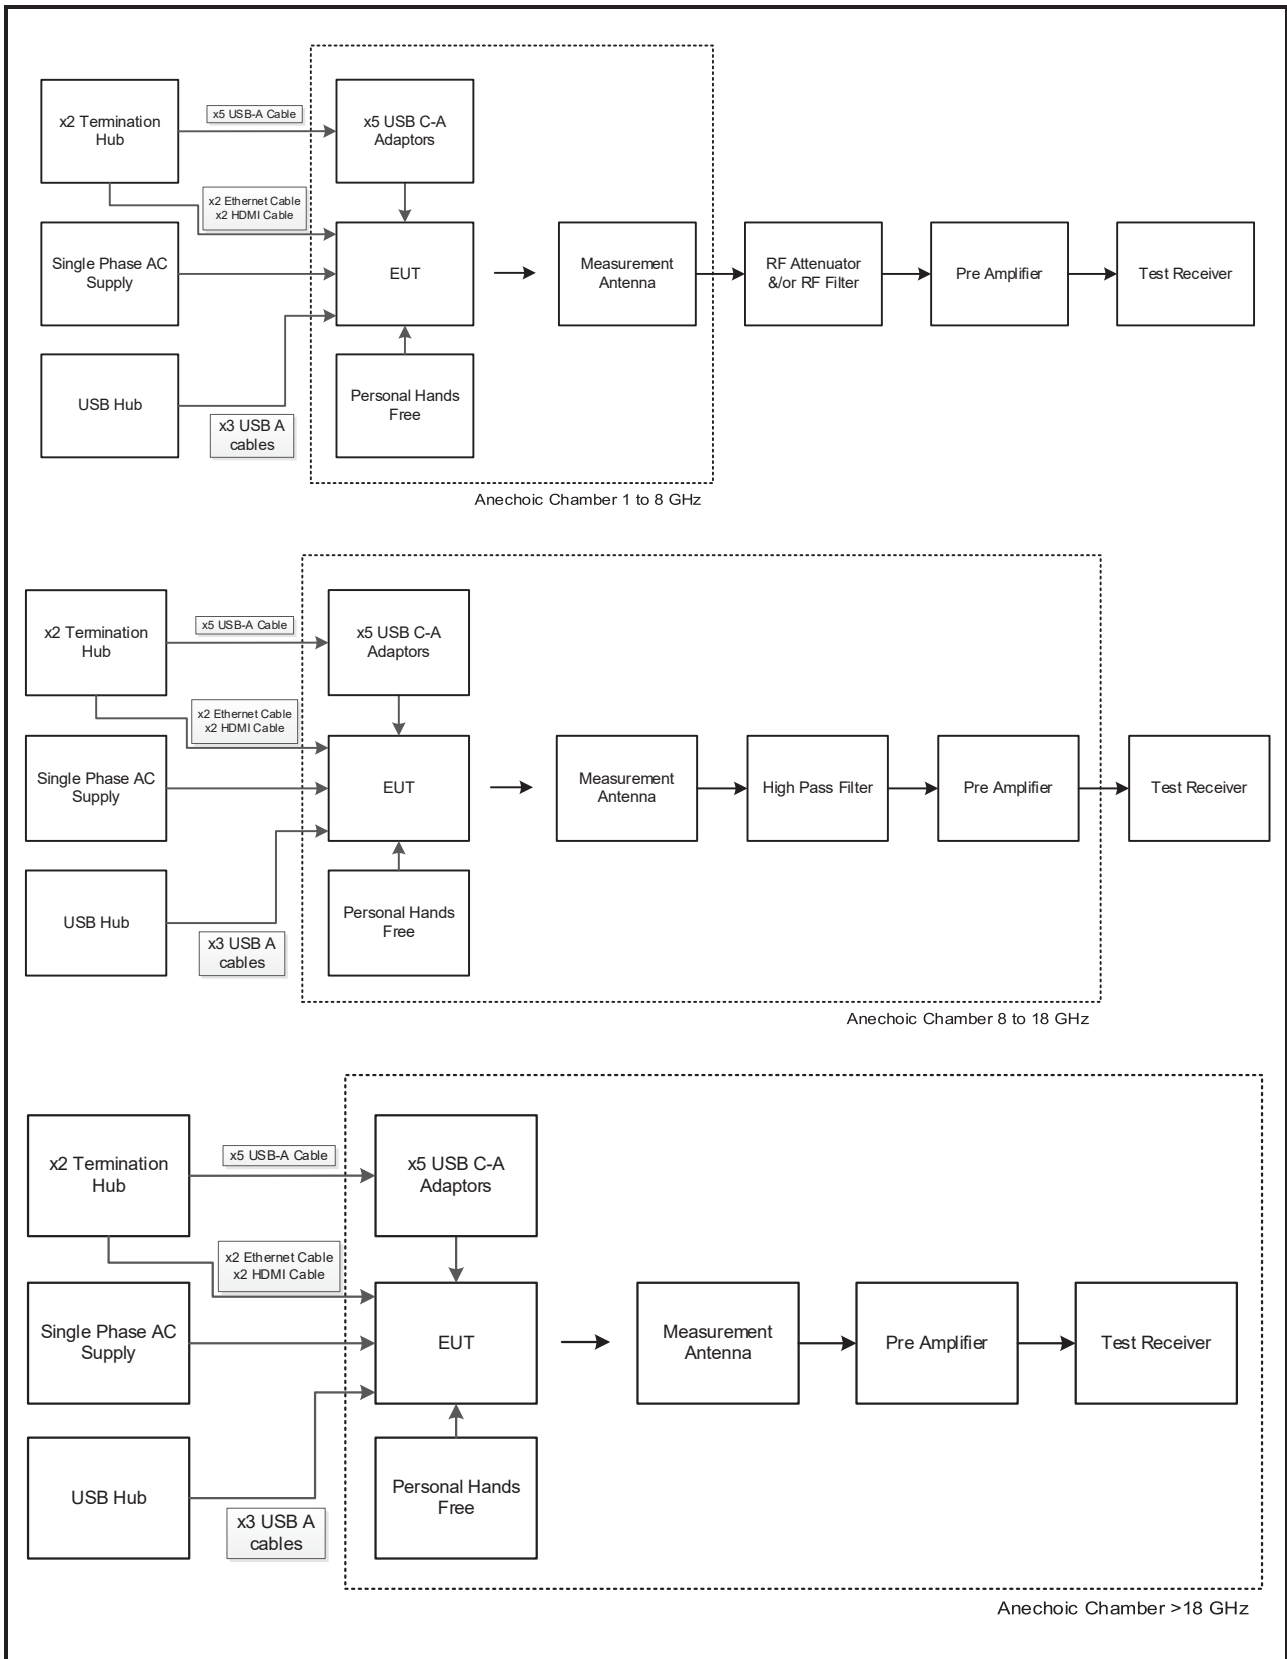 x2 Termination
Hub
x5 USB-A Cable
x5 USB C-A
Adaptors
x2 Ethernet Cable
x2 HDMI Cable
Single Phase AC
Supply
EUT
Measurement
Antenna
RF Attenuator
&/or RF Filter
Pre Amplifier
Test Receiver
USB Hub
x3 USB A
cables
Personal Hands
Free
Anechoic Chamber 1 to 8 GHz
x2 Termination
Hub
x5 USB-A Cable
x5 USB C-A
Adaptors
x2 Ethernet Cable
x2 HDMI Cable
Single Phase AC
Supply
EUT
Measurement
Antenna
High Pass Filter
Pre Amplifier
Test Receiver
USB Hub
x3 USB A
cables
Personal Hands
Free
Anechoic Chamber 8 to 18 GHz
x2 Termination
Hub
x5 USB-A Cable
x5 USB C-A
Adaptors
x2 Ethernet Cable
x2 HDMI Cable
Single Phase AC
Supply
EUT
Measurement
Antenna
Pre Amplifier
Test Receiver
USB Hub
x3 USB A
cables
Personal Hands
Free
Anechoic Chamber >18 GHz